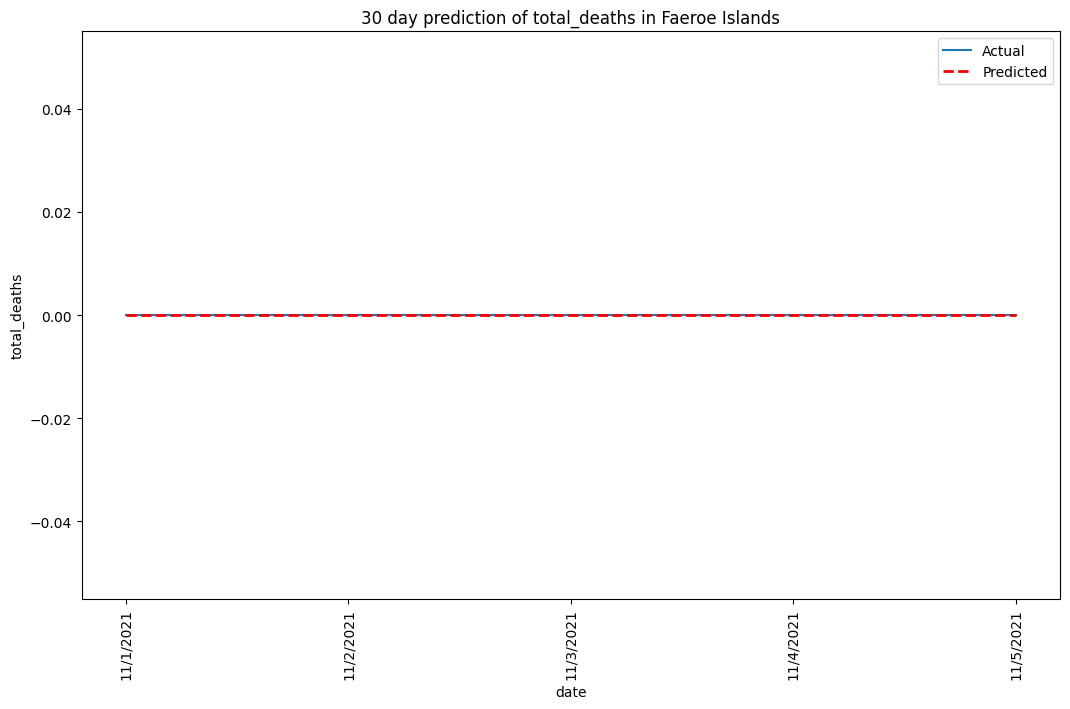 30 day prediction of total_deaths in Faeroe Islands
Actual
Predicted
0.04
0.02
0.00
−0.02
−0.04
total_deaths
11/1/2021
11/2/2021
11/3/2021
11/4/2021
11/5/2021
date